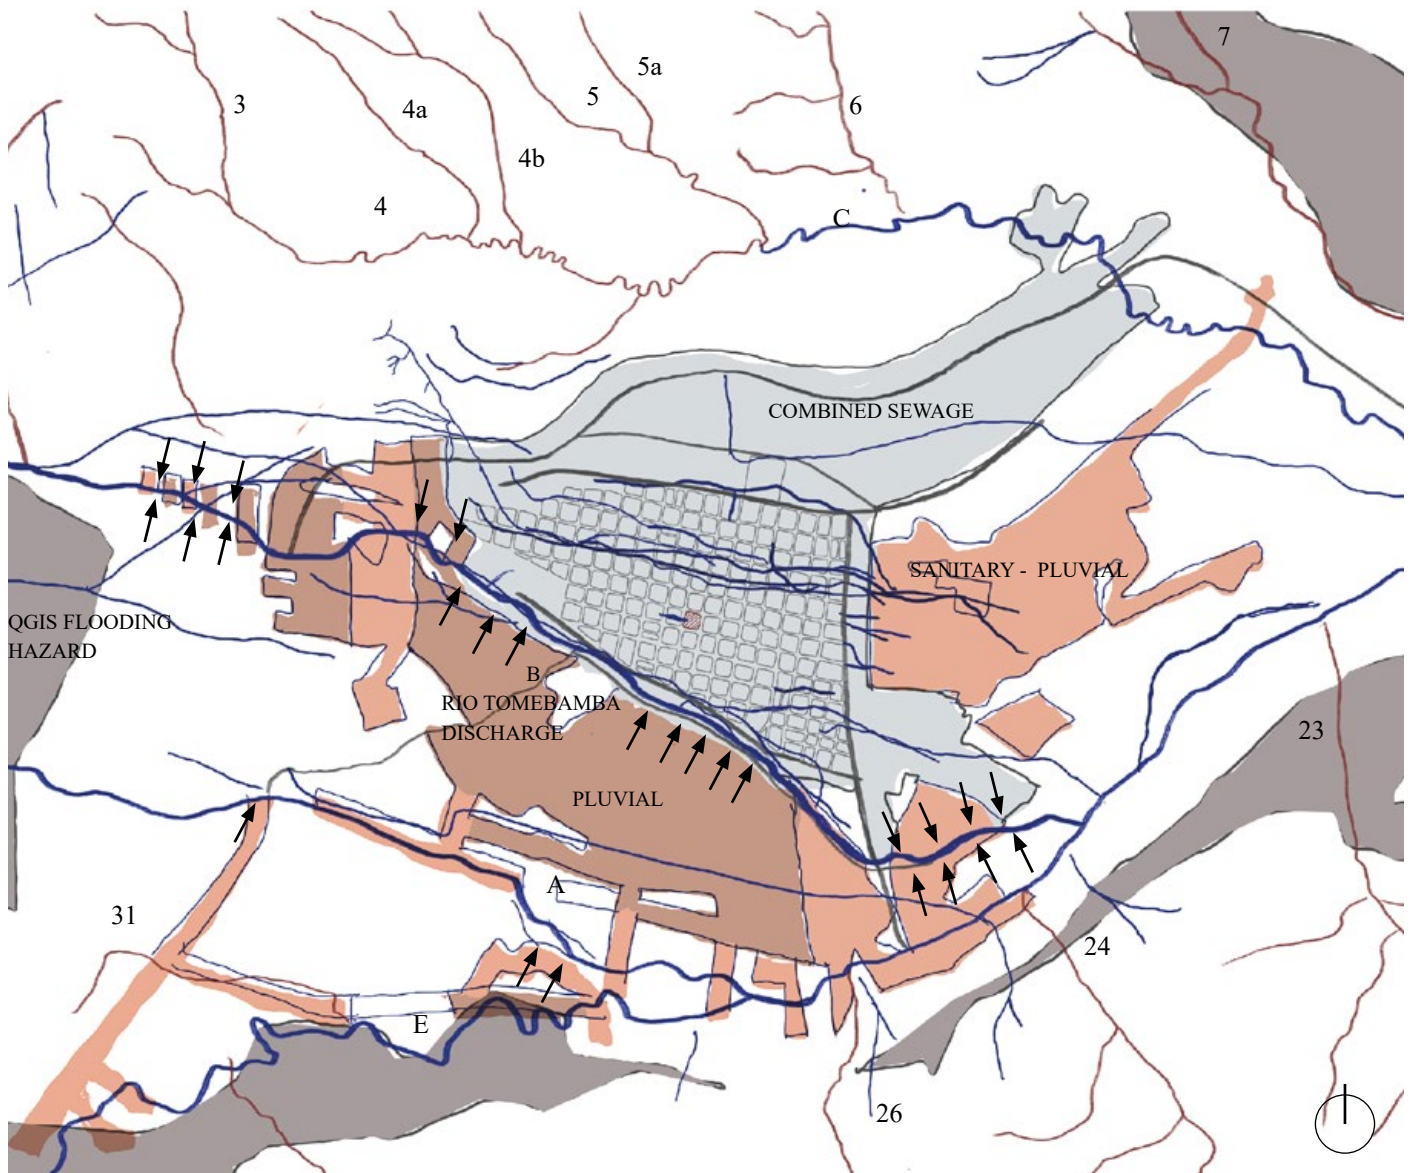 7
5a
3
4a
5
6
4b
4
C
COMBINED SEWAGE
SANITARY - PLUVIAL
QGIS FLOODING
HAZARD
B
RIO TOMEBAMBA
DISCHARGE
23
PLUVIAL
A
31
24
E
26